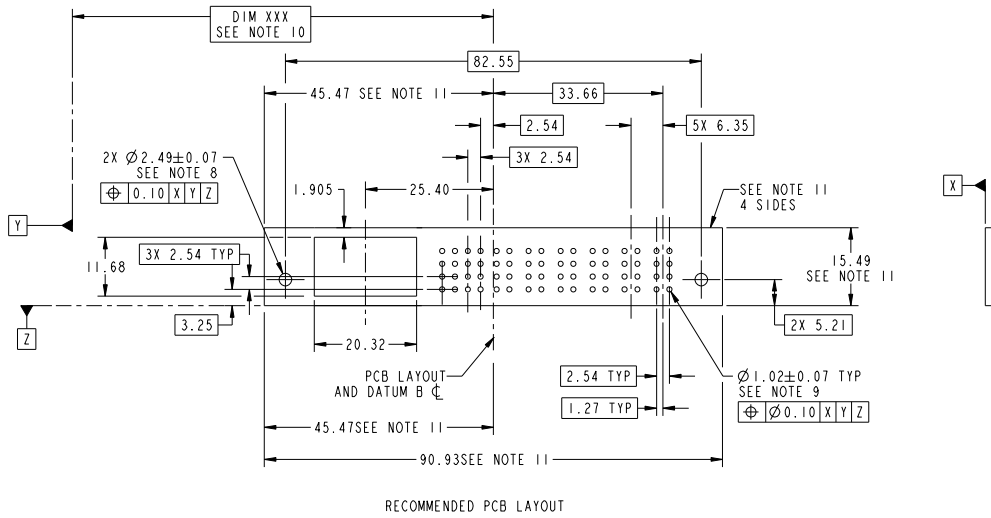 DIM XXX
SEE NOTE 10
82.55
45.47 SEE NOTE 11
33.66
2.54
5X 6.35
2X Ø2.49±0.07
SEE NOTE 8
⌖ 0.10 X Y Z
3X 2.54
1.905
25.40
SEE NOTE 11
4 SIDES
X
Y
3X 2.54 TYP
11.68
15.49
SEE NOTE 11
3.25
2X 5.21
Z
20.32
PCB LAYOUT
AND DATUM B ℄
2.54 TYP
Ø1.02±0.07 TYP
SEE NOTE 9
⌖ Ø0.10 X Y Z
1.27 TYP
45.47SEE NOTE 11
90.93SEE NOTE 11
RECOMMENDED PCB LAYOUT